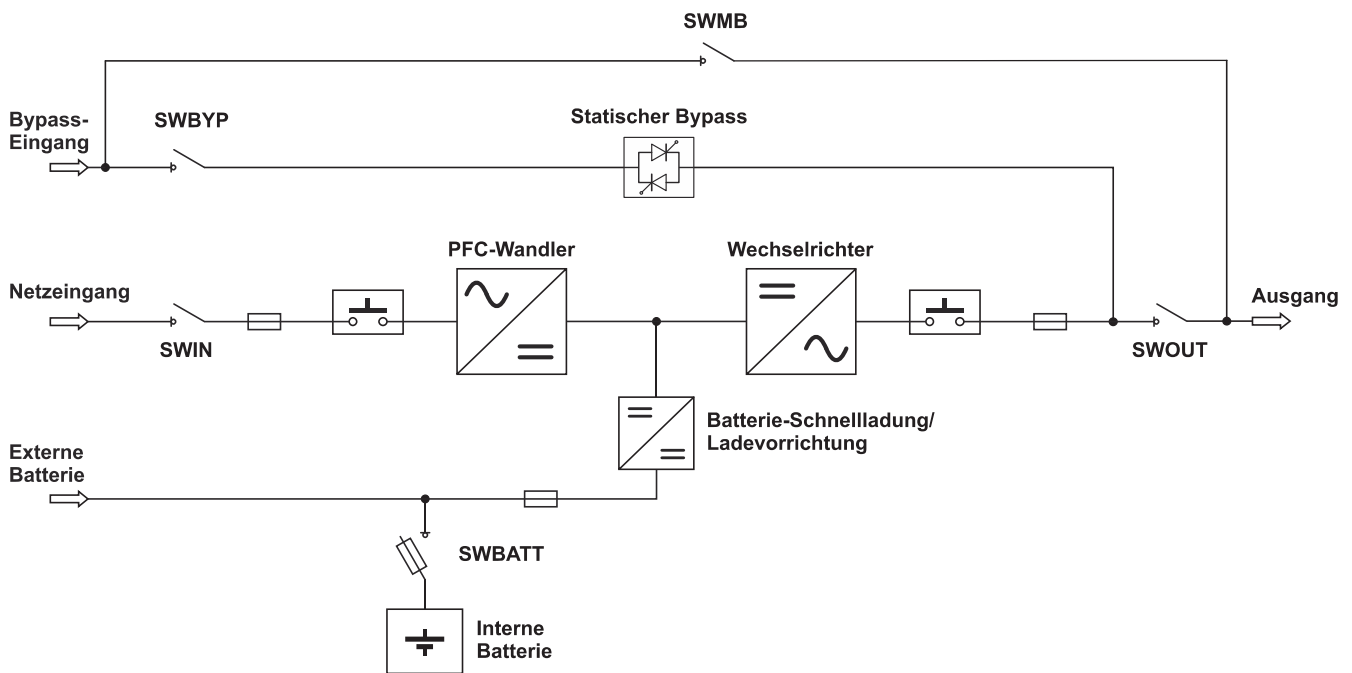 SWMB
Bypass-
Eingang
SWBYP
Statischer Bypass
PFC-Wandler
Wechselrichter
Netzeingang
Ausgang
SWIN
SWOUT
Batterie-Schnellladung/
Ladevorrichtung
Externe
Batterie
SWBATT
Interne
Batterie